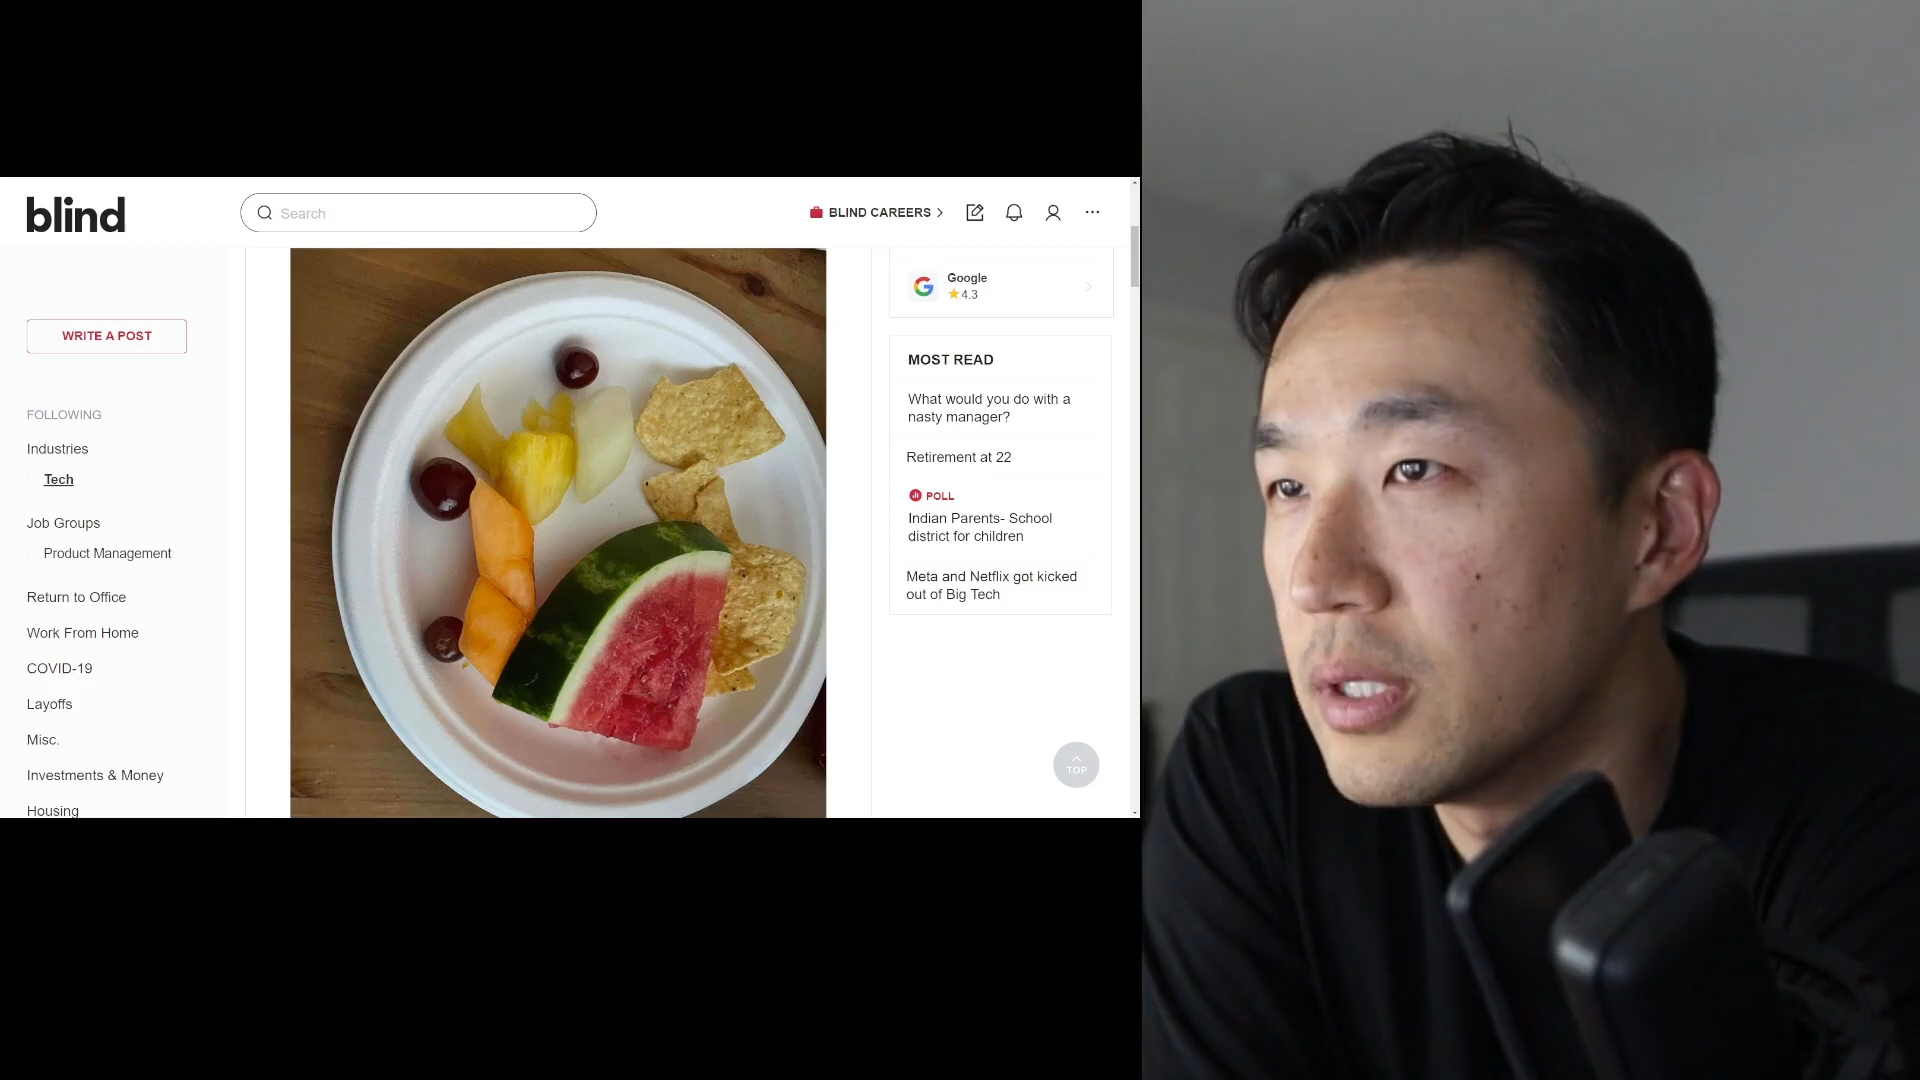 blind
Search
BLIND CAREERS
WRITE A POST
FOLLOWING
Industries
Tech
Job Groups
Product Management
Return to Office
Work From Home
COVID-19
Layoffs
Misc.
Investments & Money
Housing
Google
4.3
MOST READ
What would you do with a
nasty manager?
Retirement at 22
POLL
Indian Parents- School
district for children
Meta and Netflix got kicked
out of Big Tech
TOP